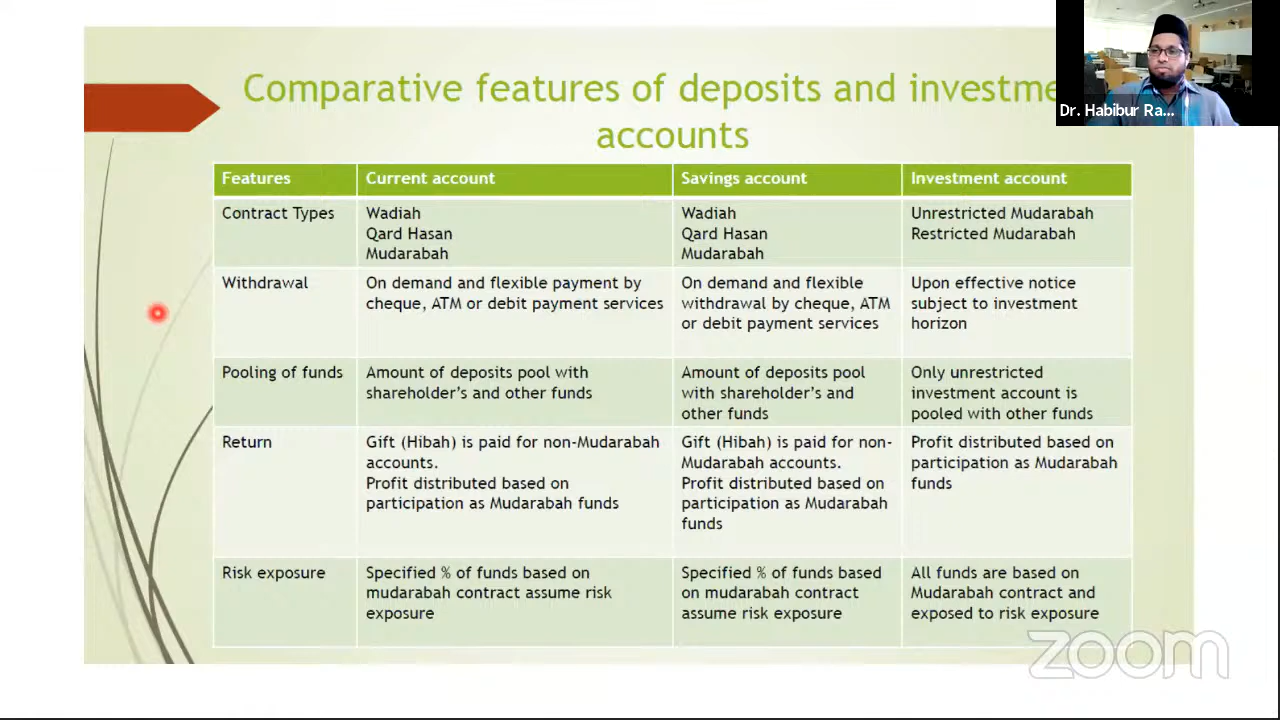 Comparative features of deposits and investme
accounts
Dr. Habibur Ra...
Features
Current account
Savings account
Investment account
Contract Types
Wadiah
Qard Hasan
Mudarabah
Wadiah
Qard Hasan
Mudarabah
Unrestricted Mudarabah
Restricted Mudarabah
Withdrawal
On demand and flexible payment by
cheque, ATM or debit payment services
On demand and flexible
withdrawal by cheque, ATM
or debit payment services
Upon effective notice
subject to investment
horizon
Pooling of funds
Amount of deposits pool with
shareholder's and other funds
Amount of deposits pool
with shareholder's and
other funds
Only unrestricted
investment account is
pooled with other funds
Return
Gift (Hibah) is paid for non-Mudarabah
accounts.
Profit distributed based on
participation as Mudarabah funds
Gift (Hibah) is paid for non-
Mudarabah accounts.
Profit distributed based on
participation as Mudarabah
funds
Profit distributed based on
participation as Mudarabah
funds
Risk exposure
Specified % of funds based on
mudarabah contract assume risk
exposure
Specified % of funds based
on mudarabah contract
assume risk exposure
All funds are based on
Mudarabah contract and
exposed to risk exposure
zoom